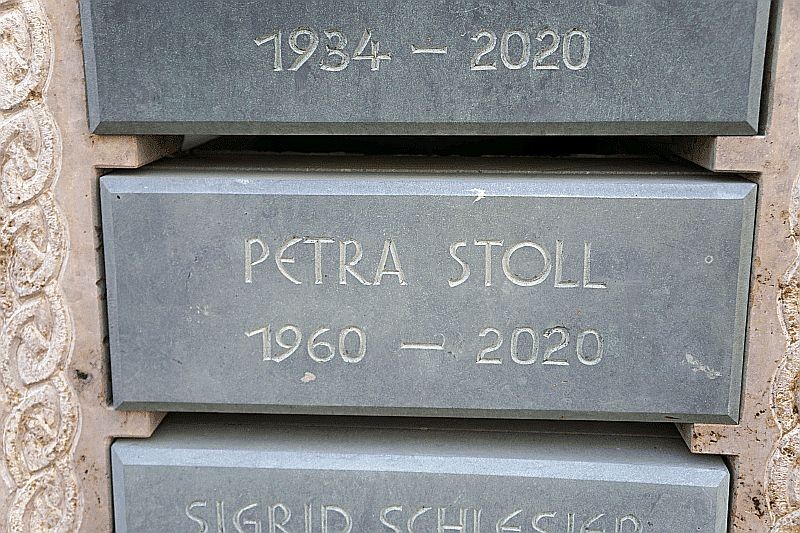 1934 – 2020
PETRA STOLL
1960 – 2020
SIGRID SCHLESIER